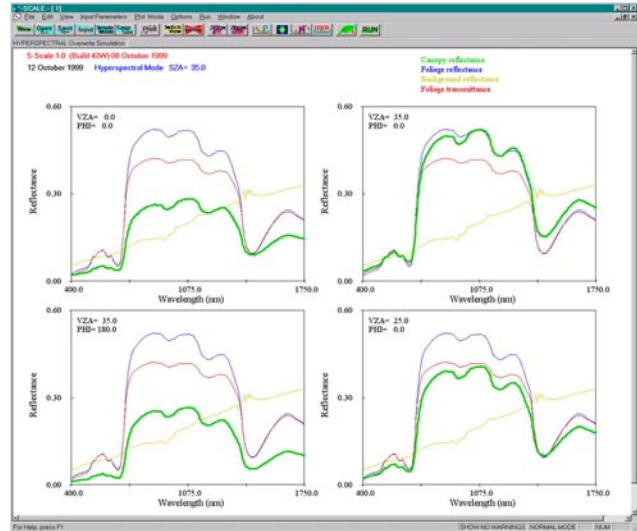 5-SCALE - [ 1]
File Edit View Input Parameters Plot Mode Options Run Window About
New Open Save Input Print RUN
HYPERSPECTRAL Overwrite Simulation
5-Scale 1.0 (Build 43W) 08 October 1999
12 October 1999 Hyperspectral Mode SZA= 35.0
Canopy reflectance
Foliage reflectance
Background reflectance
Foliage transmittance
0.60
VZA= 0.0
PHI= 0.0
Reflectance
0.30
0.00
400.0 1075.0 1750.0
Wavelength (nm)
0.60
VZA= 35.0
PHI= 0.0
Reflectance
0.30
0.00
400.0 1075.0 1750.0
Wavelength (nm)
0.60
VZA= 35.0
PHI= 180.0
Reflectance
0.30
0.00
400.0 1075.0 1750.0
Wavelength (nm)
0.60
VZA= 25.0
PHI= 0.0
Reflectance
0.30
0.00
400.0 1075.0 1750.0
Wavelength (nm)
For Help, press F1 SHOW NO WARNINGS NORMAL MODE NUM